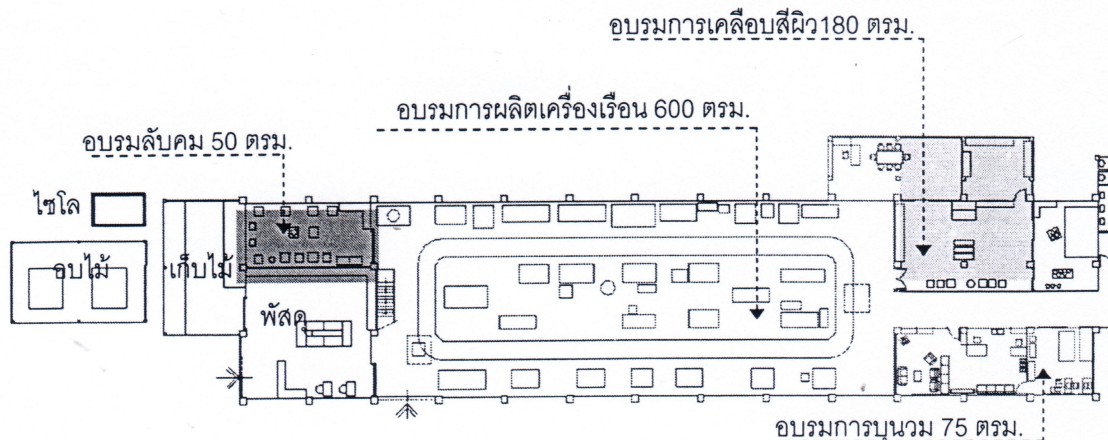 อบรมการเคลือบสีผิว180 ตรม.
อบรมการผลิตเครื่องเรือน 600 ตรม.
อบรมลับคม 50 ตรม.
ไซโล
อบไม้
เก็บไม้
พัสดุ
อบรมการบุนวม 75 ตรม.